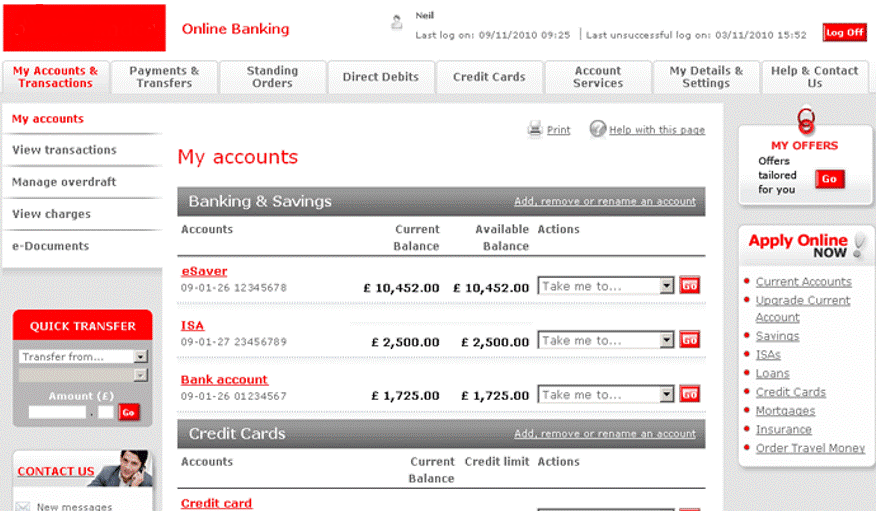 Online Banking
Neil
Last log on: 09/11/2010 09:25 | Last unsuccessful log on: 03/11/2010 15:52
Log Off
My Accounts & Transactions
Payments & Transfers
Standing Orders
Direct Debits
Credit Cards
Account Services
My Details & Settings
Help & Contact Us
My accounts
View transactions
Manage overdraft
View charges
e-Documents
QUICK TRANSFER
Transfer from...
Amount (£)
.
Go
CONTACT US
New messages
Print
Help with this page
My accounts
Banking & Savings Add, remove or rename an account
Accounts Current Balance Available Balance Actions
eSaver
09-01-26 12345678 £ 10,452.00 £ 10,452.00 Take me to... Go
ISA
09-01-27 23456789 £ 2,500.00 £ 2,500.00 Take me to... Go
Bank account
09-01-26 01234567 £ 1,725.00 £ 1,725.00 Take me to... Go
Credit Cards Add, remove or rename an account
Accounts Current Balance Credit limit Actions
Credit card
MY OFFERS
Offers
tailored
for you
Go
Apply Online
NOW
Current Accounts
Upgrade Current
Account
Savings
ISAs
Loans
Credit Cards
Mortgages
Insurance
Order Travel Money